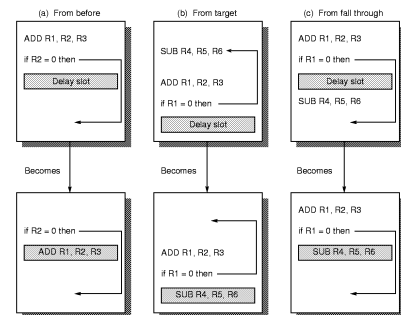 (a) From before
ADD R1, R2, R3
if R2 = 0 then
Delay slot
Becomes
if R2 = 0 then
ADD R1, R2, R3
(b) From target
SUB R4, R5, R6
ADD R1, R2, R3
if R1 = 0 then
Delay slot
Becomes
ADD R1, R2, R3
if R1 = 0 then
SUB R4, R5, R6
(c) From fall through
ADD R1, R2, R3
if R1 = 0 then
Delay slot
SUB R4, R5, R6
Becomes
ADD R1, R2, R3
if R1 = 0 then
SUB R4, R5, R6